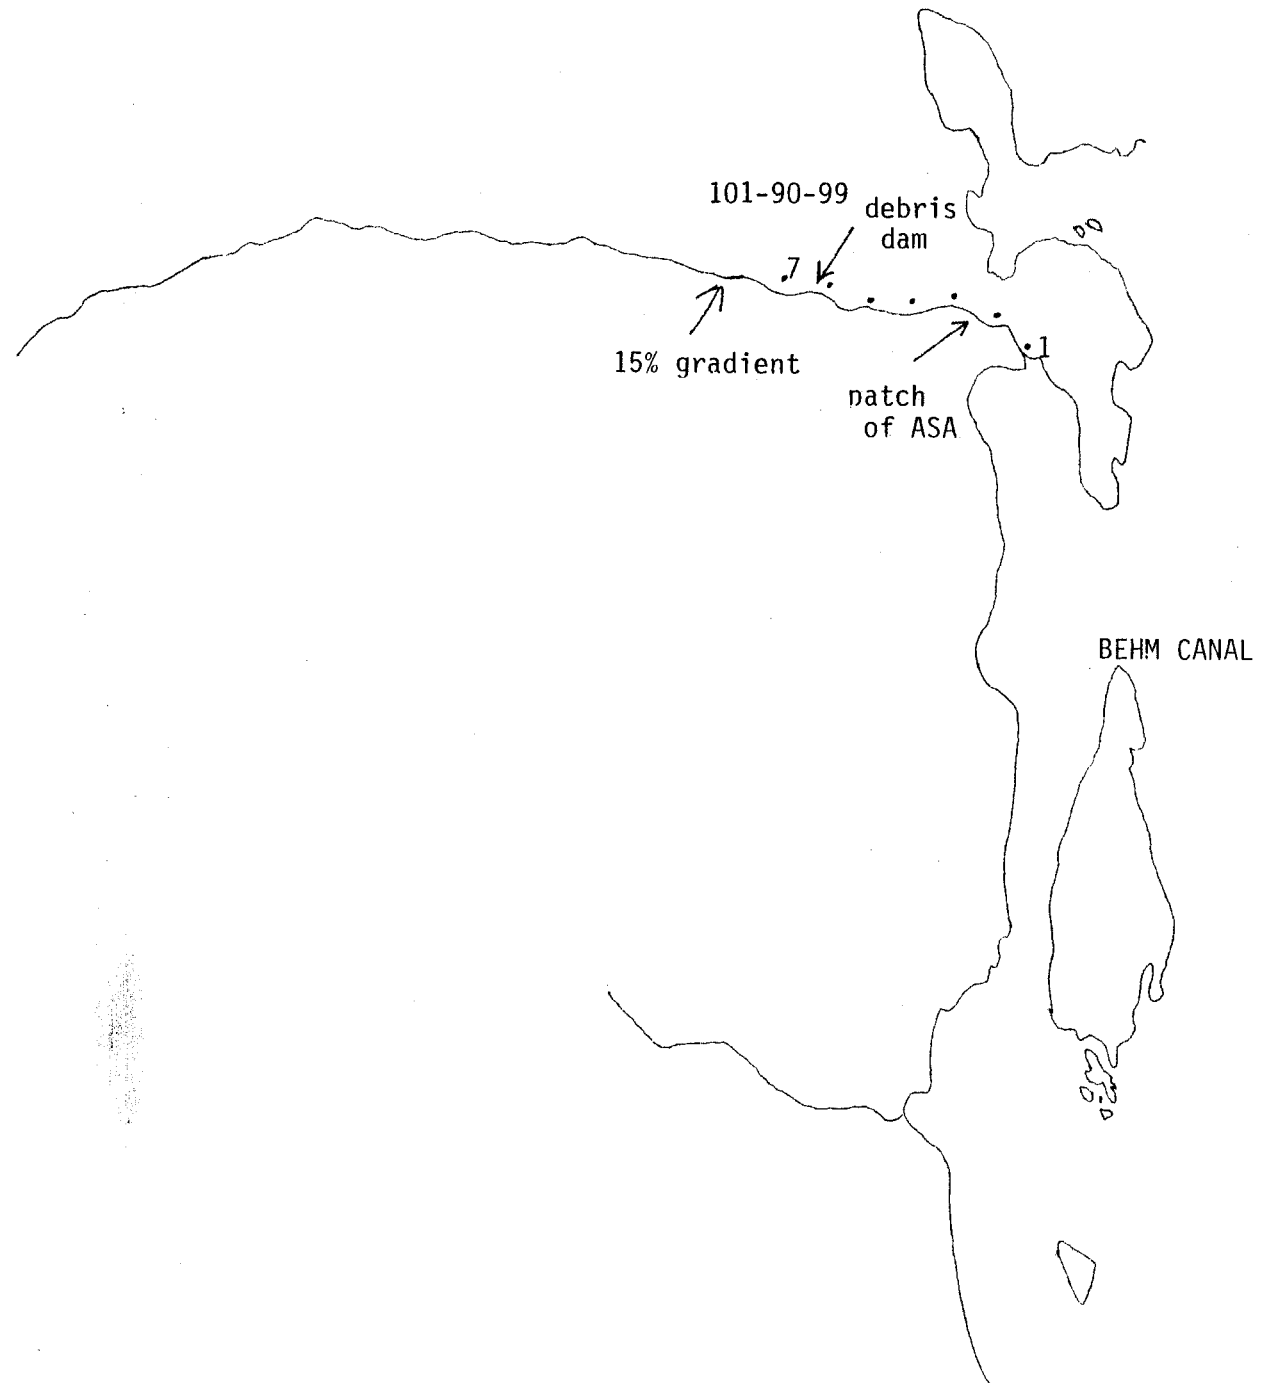 101-90-99
debris
dam
7
15% gradient
1
patch
of ASA
BEHM CANAL